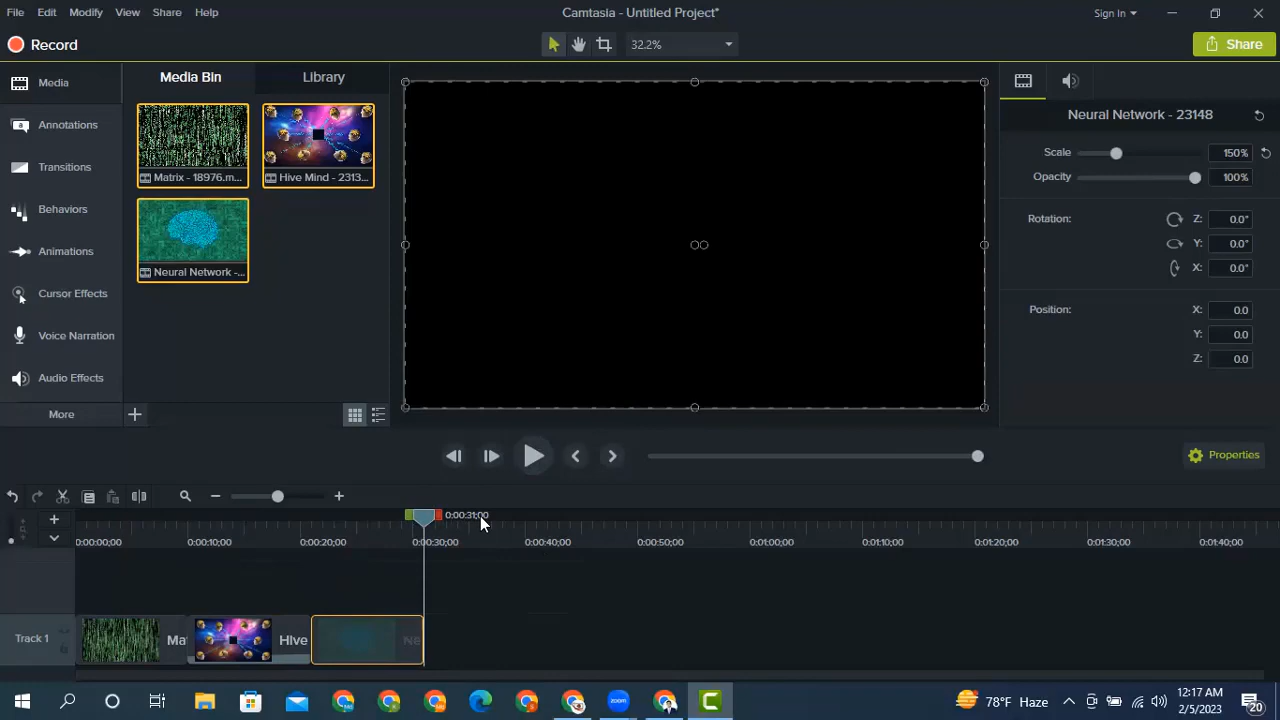 File Edit Modify View Share Help
Camtasia - Untitled Project*
Sign In
Record
32.2%
Share
Media
Annotations
Transitions
Behaviors
Animations
Cursor Effects
Voice Narration
Audio Effects
More
Media Bin
Library
Matrix - 18976.m...
Hive Mind - 2313...
Neural Network -...
Neural Network - 23148
Scale 150%
Opacity 100%
Rotation: Z: 0.0°
Y: 0.0°
X: 0.0°
Position: X: 0.0
Y: 0.0
Z: 0.0
Properties
0:00:31;00
0:00:00;00 0:00:10;00 0:00:20;00 0:00:30;00 0:00:40;00 0:00:50;00 0:01:00;00 0:01:10;00 0:01:20;00 0:01:30;00 0:01:40;00
Track 1
Ma
Hive
Ne
zoom
78°F Haze
12:17 AM
2/5/2023
20